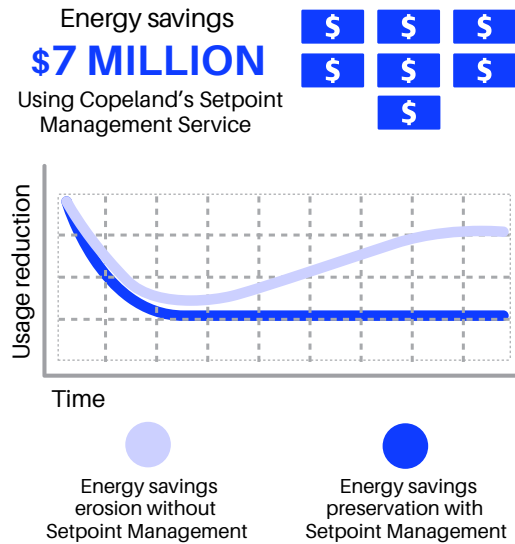 Energy savings
$7 MILLION
Using Copeland's Setpoint
Management Service
$ $ $
$ $ $
$
Usage reduction
Time
Energy savings
erosion without
Setpoint Management
Energy savings
preservation with
Setpoint Management